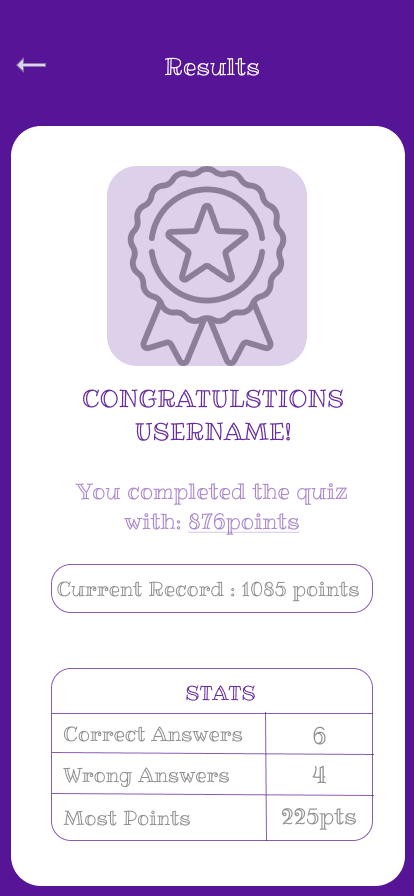 Results
CONGRATULSTIONS
USERNAME!
You completed the quiz
with: 876points
Current Record : 1085 points
STATS
Correct Answers 6
Wrong Answers 4
Most Points 225pts